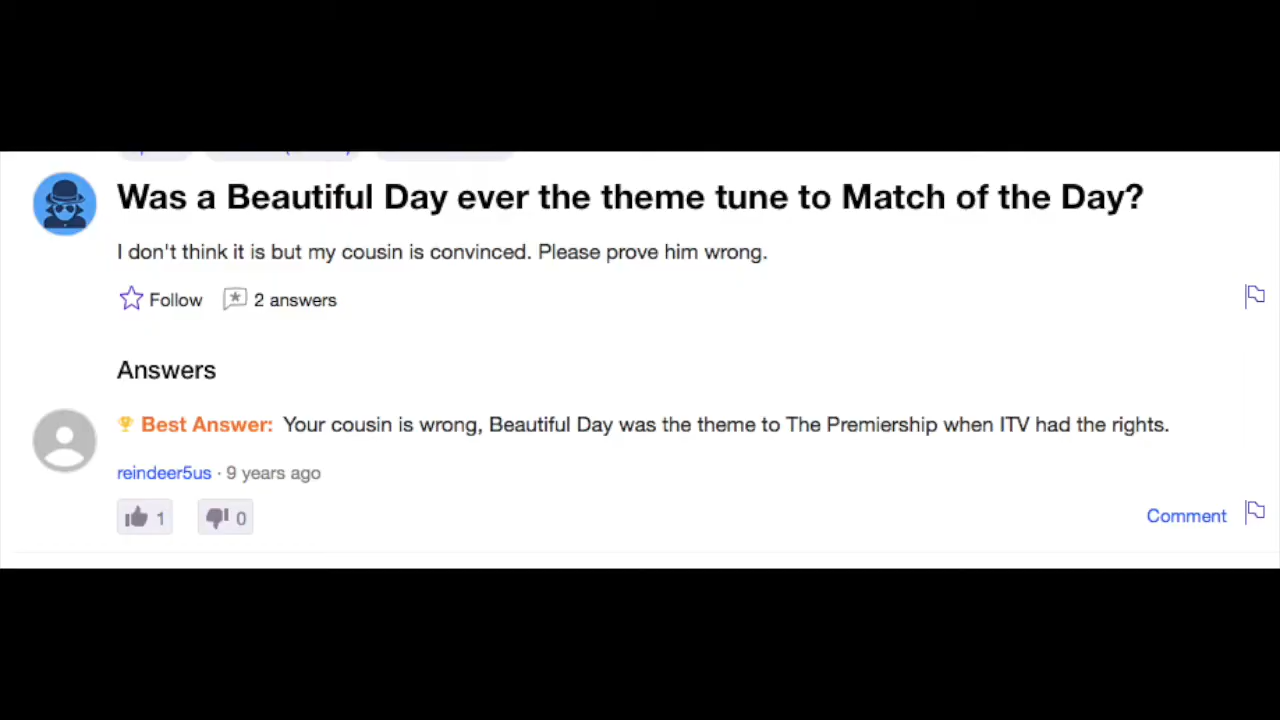 Was a Beautiful Day ever the theme tune to Match of the Day?
I don't think it is but my cousin is convinced. Please prove him wrong.
Follow 2 answers
Answers
Best Answer: Your cousin is wrong, Beautiful Day was the theme to The Premiership when ITV had the rights.
reindeer5us · 9 years ago
1 0 Comment